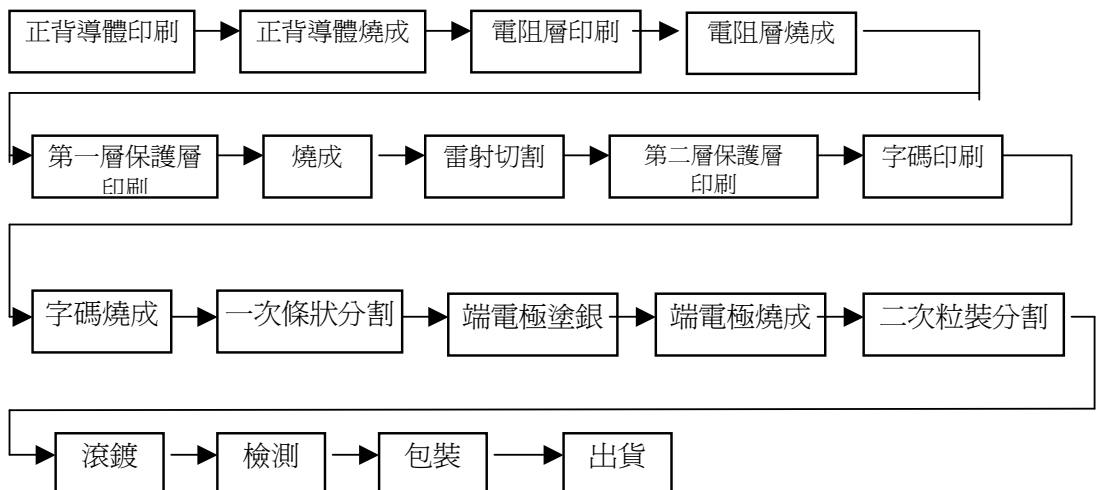 正背導體印刷
正背導體燒成
電阻層印刷
電阻層燒成
第一層保護層
印刷
燒成
雷射切割
第二層保護層
印刷
字碼印刷
字碼燒成
一次條狀分割
端電極塗銀
端電極燒成
二次粒裝分割
滾鍍
檢測
包裝
出貨